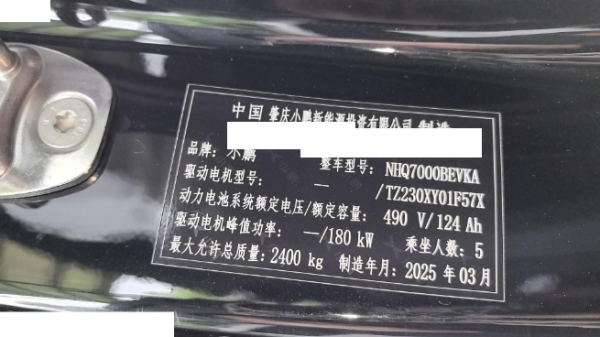 中国 肇庆小鹏新能源投资有限公司 制造
品牌：小鹏 整车型号：NHQ7000BEVKA
驱动电机型号： — /TZ230XY01F57X
动力电池系统额定电压/额定容量：490 V/124 Ah
驱动电机峰值功率： —/180 kW 乘坐人数：5
最大允许总质量：2400 kg 制造年月：2025 年 03 月